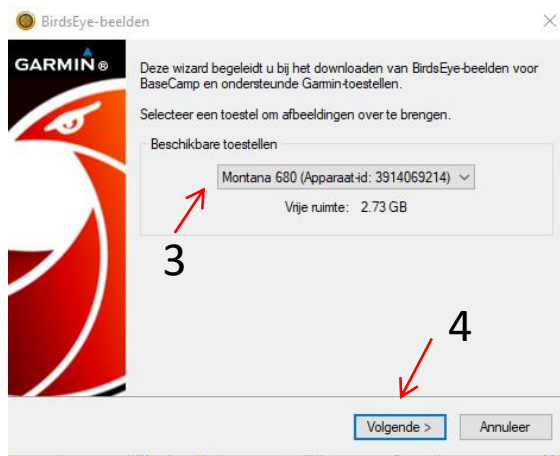 BirdsEye-beelden
GARMIN®
Deze wizard begeleidt u bij het downloaden van BirdsEye-beelden voor
BaseCamp en ondersteunde Garmin-toestellen.
Selecteer een toestel om afbeeldingen over te brengen.
Beschikbare toestellen
Montana 680 (Apparaat-id: 3914069214)
Vrije ruimte: 2.73 GB
3
4
Volgende >
Annuleer